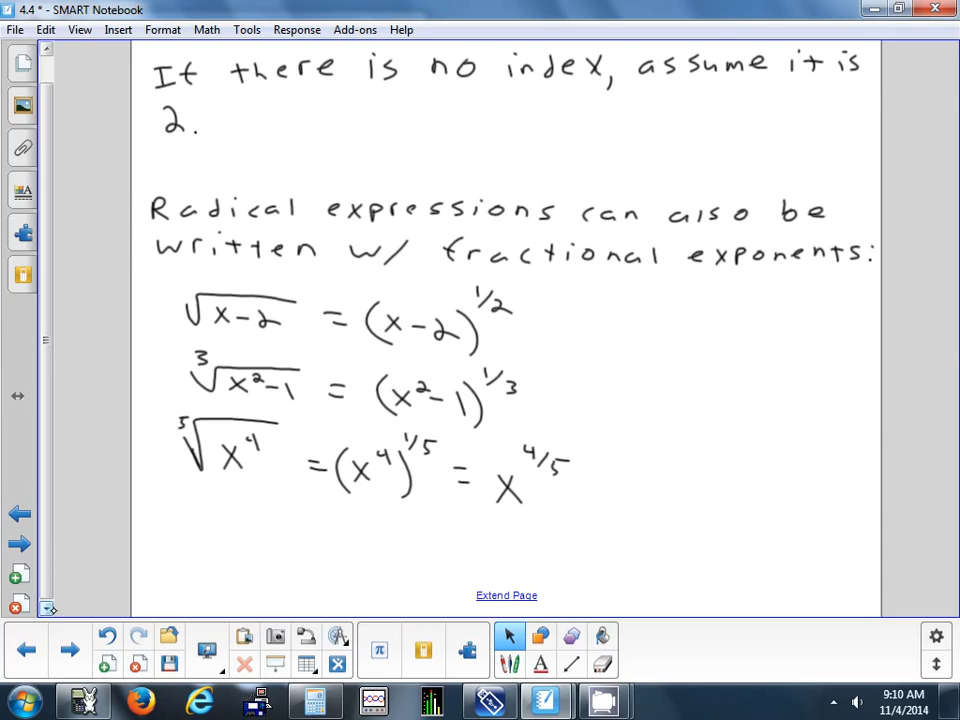 4.4 * - SMART Notebook
File Edit View Insert Format Math Tools Response Add-ons Help
If there is no index, assume it is
2.
Radical expressions can also be
written w/ fractional exponents:
√x-2 = (x-2)^1/2
³√x²-1 = (x²-1)^1/3
⁵√x⁴ = (x⁴)^1/5 = x^4/5
Extend Page
9:10 AM
11/4/2014